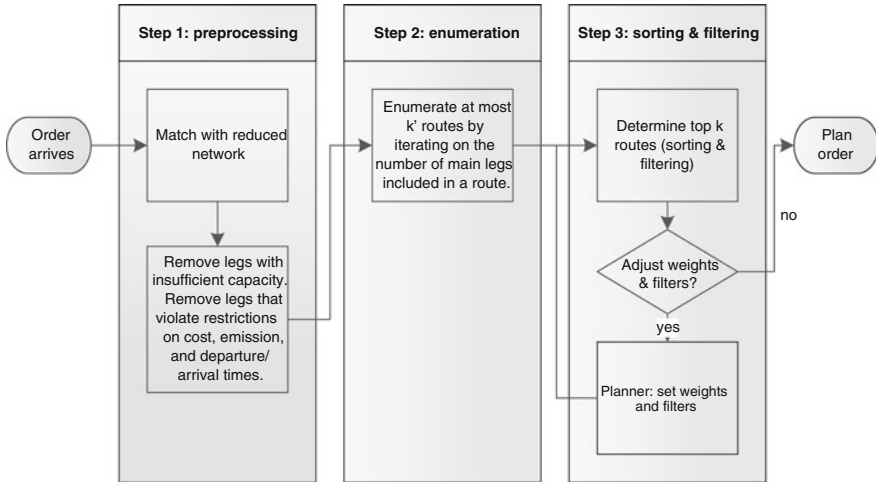 Step 1: preprocessing
Step 2: enumeration
Step 3: sorting & filtering
Order
arrives
Match with reduced
network
Remove legs with
insufficient capacity.
Remove legs that
violate restrictions
on cost, emission,
and departure/
arrival times.
Enumerate at most
k' routes by
iterating on the
number of main legs
included in a route.
Determine top k
routes (sorting &
filtering)
Adjust weights
& filters?
yes
Planner: set weights
and filters
no
Plan
order